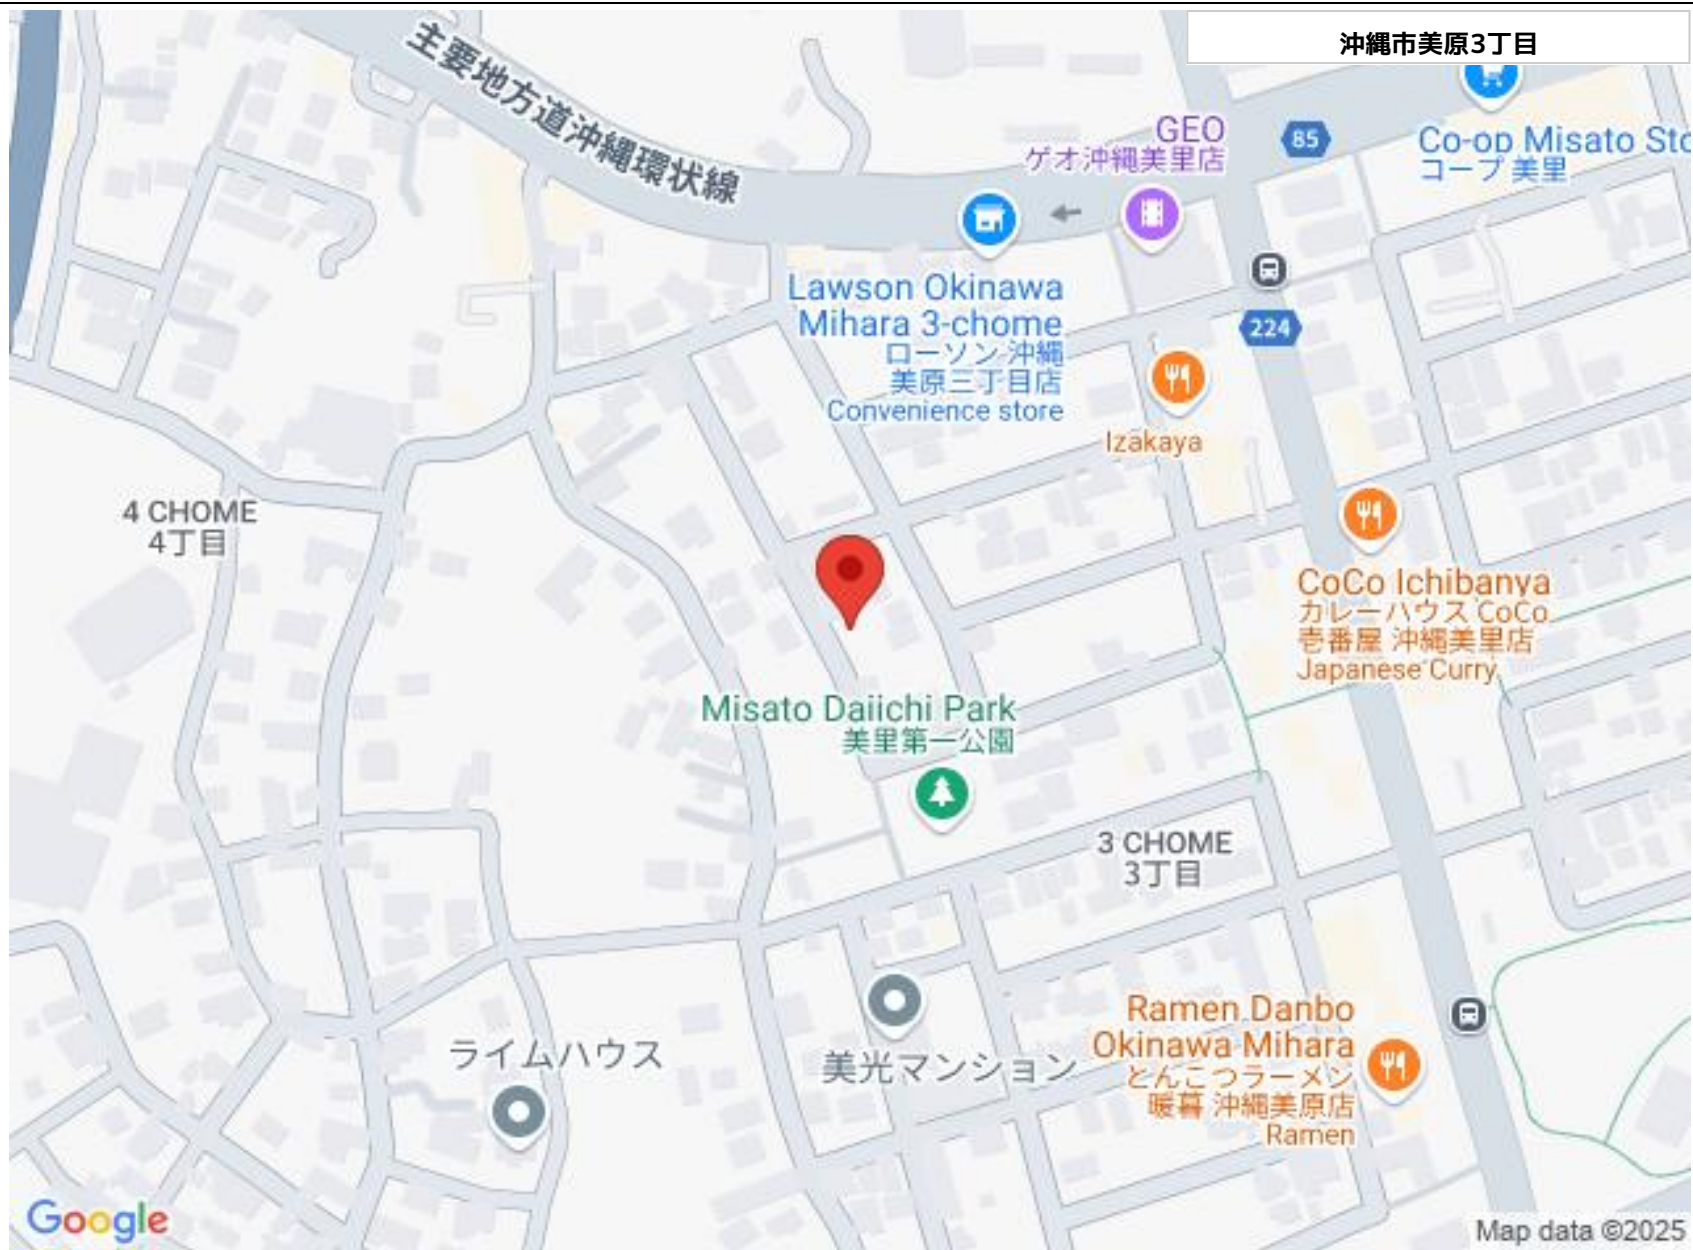 沖縄市美原3丁目
主要地方道沖縄環状線
GEO
ゲオ沖縄美里店
85
Co-op Misato Sto
コープ 美里
Lawson Okinawa
Mihara 3-chome
ローソン 沖縄
美原三丁目店
Convenience store
224
Izakaya
4 CHOME
4丁目
CoCo Ichibanya
カレーハウス CoCo
壱番屋 沖縄美里店
Japanese Curry
Misato Daiichi Park
美里第一公園
3 CHOME
3丁目
ライムハウス
美光マンション
Ramen Danbo
Okinawa Mihara
とんこつラーメン
暖暮 沖縄美原店
Ramen
Google
Map data ©2025